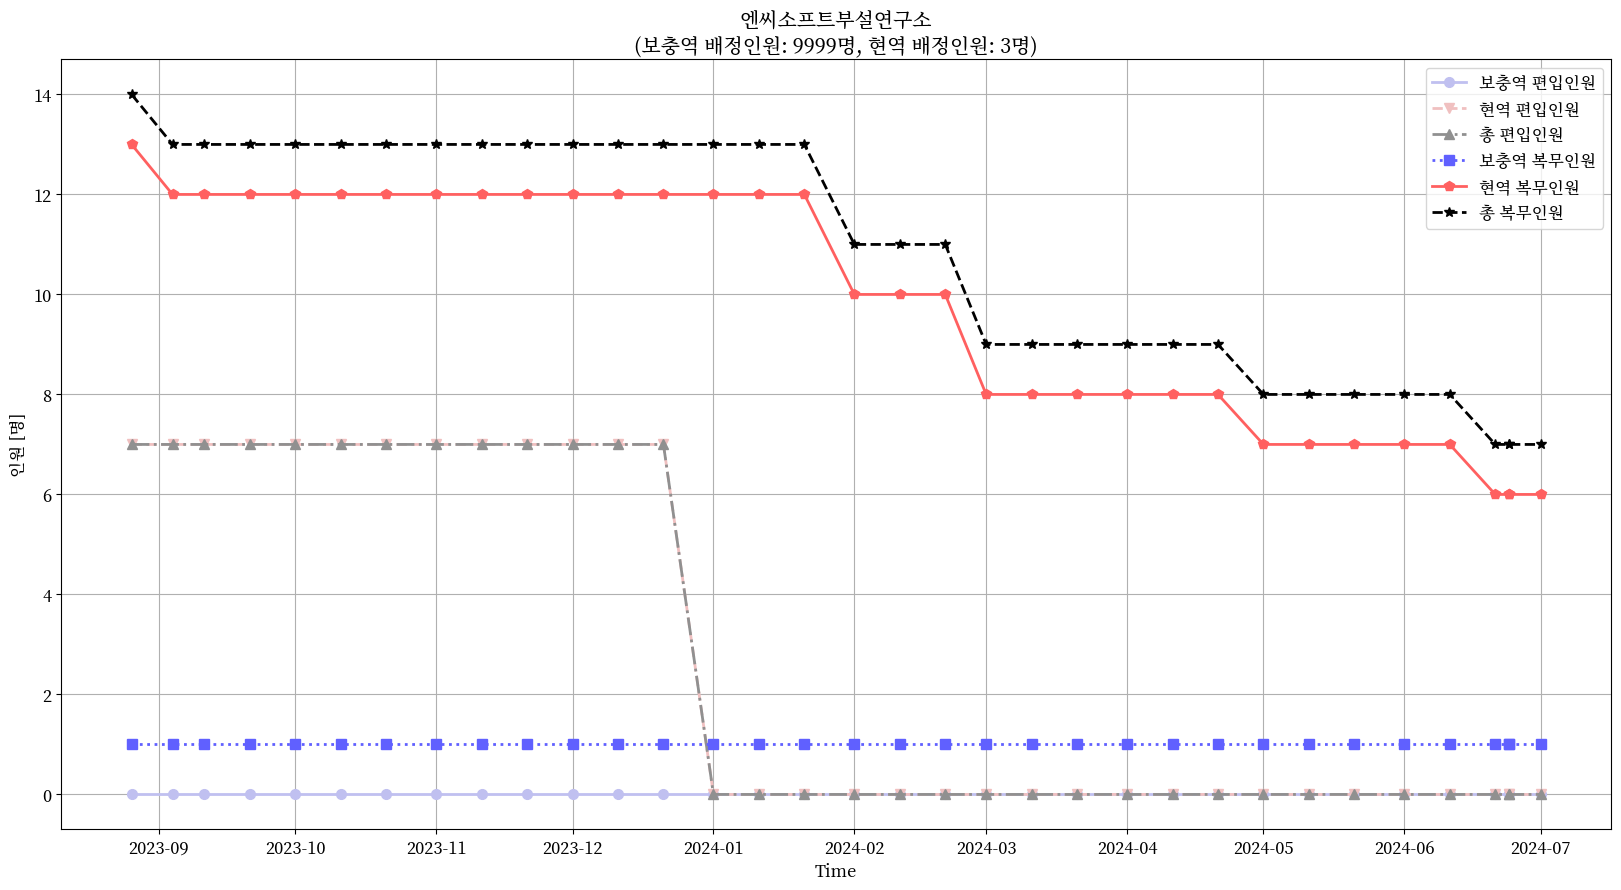 엔씨소프트부설연구소
(보충역 배정인원: 9999명, 현역 배정인원: 3명)
보충역 편입인원
현역 편입인원
총 편입인원
보충역 복무인원
현역 복무인원
총 복무인원
인원 [명]
14
12
10
8
6
4
2
0
2023-09
2023-10
2023-11
2023-12
2024-01
2024-02
2024-03
2024-04
2024-05
2024-06
2024-07
Time